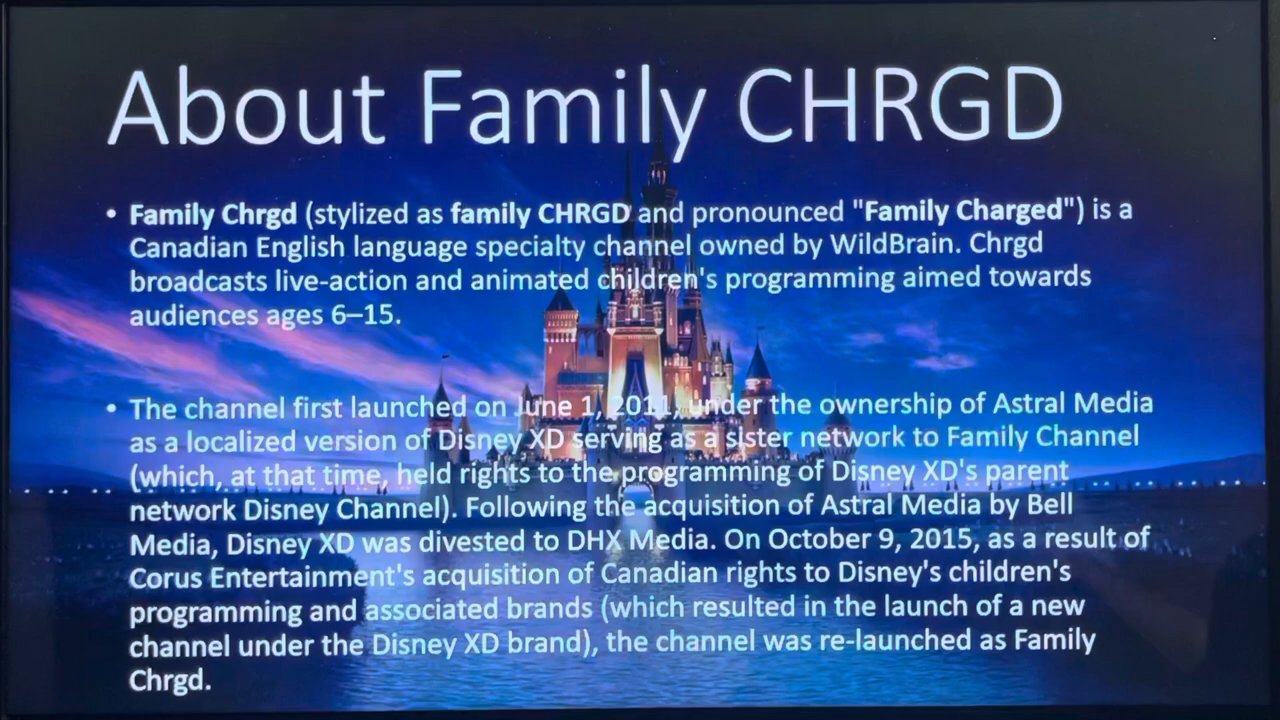 About Family CHRGD
• Family Chrgd (stylized as family CHRGD and pronounced "Family Charged") is a
Canadian English language specialty channel owned by WildBrain. Chrgd
broadcasts live-action and animated children's programming aimed towards
audiences ages 6–15.
• The channel first launched on June 1, 2011, under the ownership of Astral Media
as a localized version of Disney XD serving as a sister network to Family Channel
(which, at that time, held rights to the programming of Disney XD's parent
network Disney Channel). Following the acquisition of Astral Media by Bell
Media, Disney XD was divested to DHX Media. On October 9, 2015, as a result of
Corus Entertainment's acquisition of Canadian rights to Disney's children's
programming and associated brands (which resulted in the launch of a new
channel under the Disney XD brand), the channel was re-launched as Family
Chrgd.